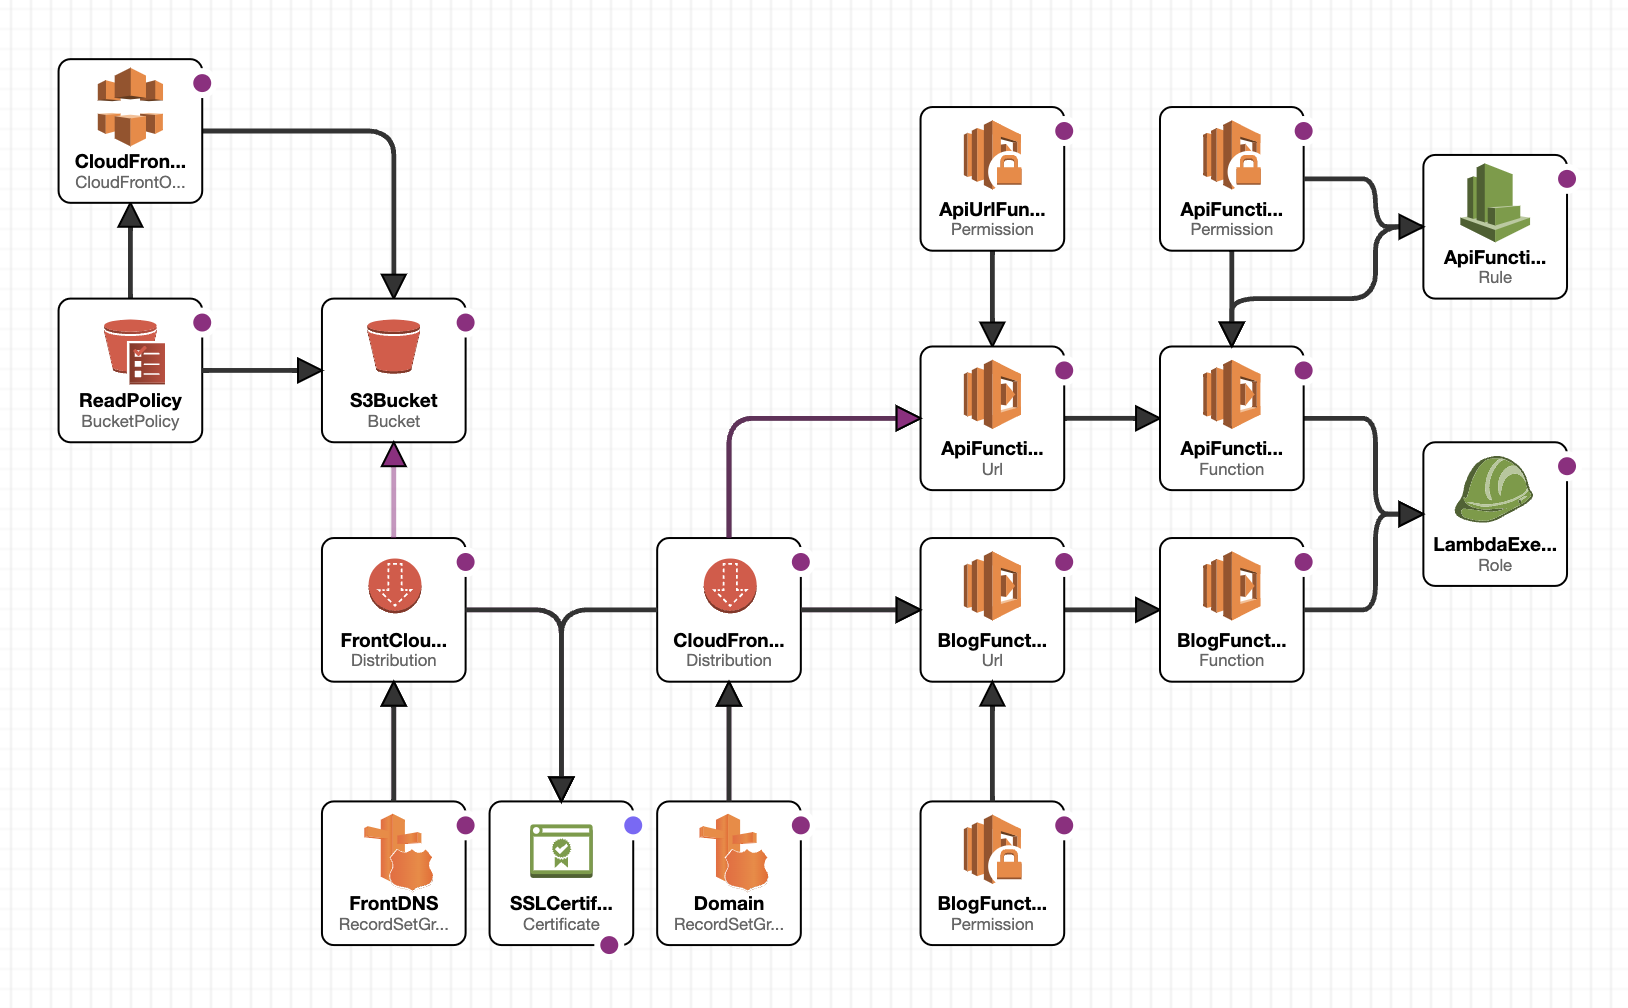 CloudFron...
CloudFrontO...
ApiUrlFun...
Permission
ApiFuncti...
Permission
ApiFuncti...
Rule
ReadPolicy
BucketPolicy
S3Bucket
Bucket
ApiFuncti...
Url
ApiFuncti...
Function
LambdaExe...
Role
FrontClou...
Distribution
CloudFron...
Distribution
BlogFunct...
Url
BlogFunct...
Function
FrontDNS
RecordSetGr...
SSLCertif...
Certificate
Domain
RecordSetGr...
BlogFunct...
Permission